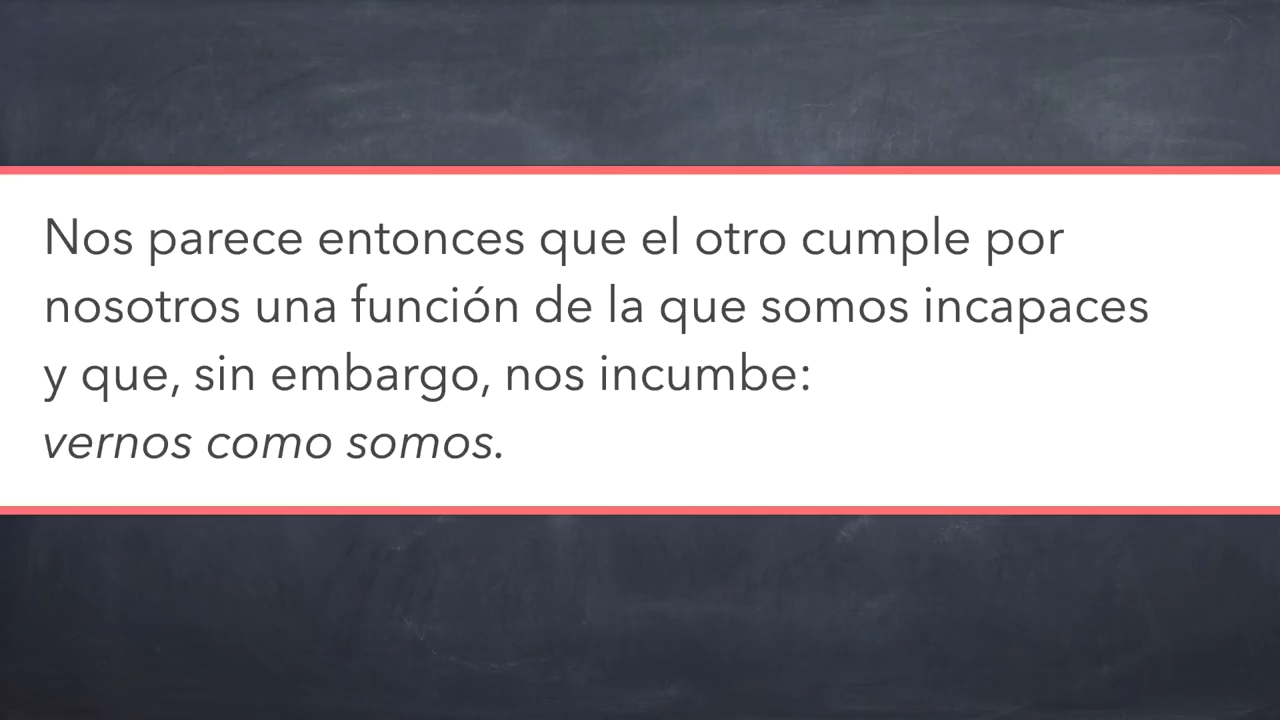 Nos parece entonces que el otro cumple por
nosotros una función de la que somos incapaces
y que, sin embargo, nos incumbe:
vernos como somos.